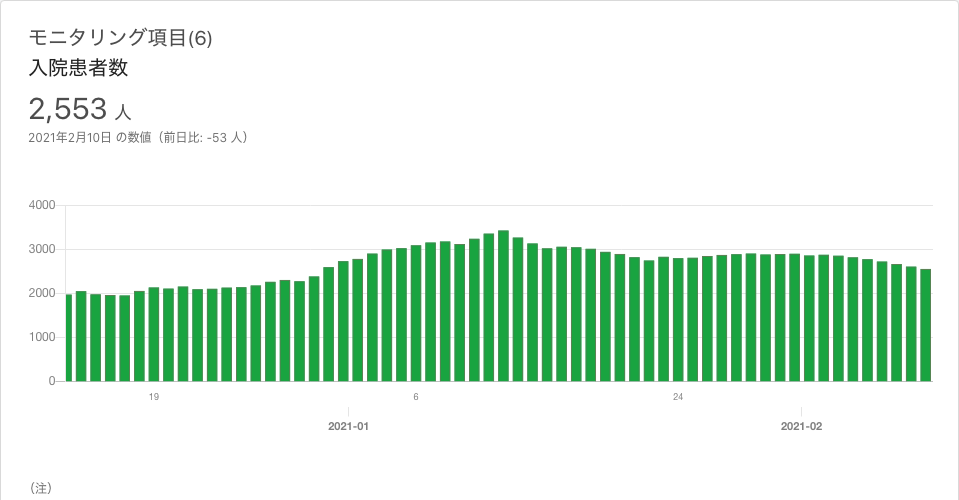 モニタリング項目(6)
入院患者数
2,553 人
2021年2月10日 の数値（前日比: -53 人）
4000
3000
2000
1000
0
19 6 24
2021-01 2021-02
（注）